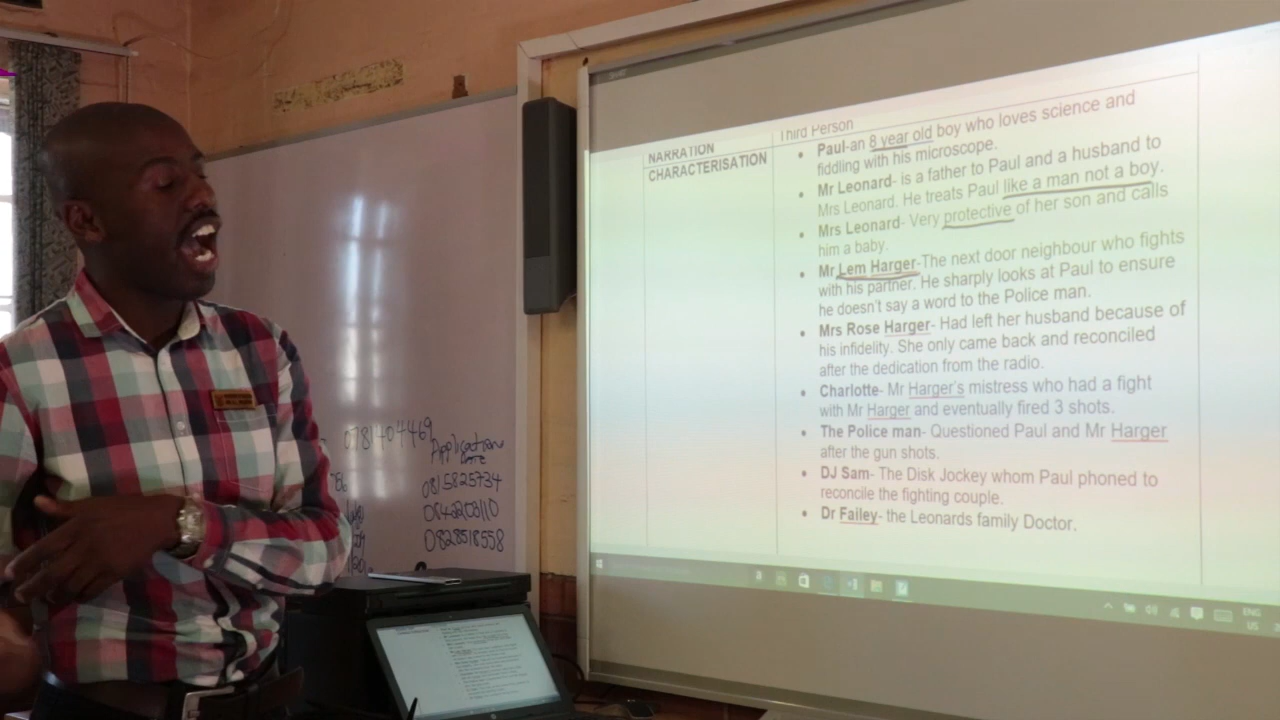 Third Person
NARRATION
CHARACTERISATION
• Paul-an 8 year old boy who loves science and
fiddling with his microscope.
• Mr Leonard- is a father to Paul and a husband to
Mrs Leonard. He treats Paul like a man not a boy.
• Mrs Leonard- Very protective of her son and calls
him a baby.
• Mr Lem Harger-The next door neighbour who fights
with his partner. He sharply looks at Paul to ensure
he doesn't say a word to the Police man.
• Mrs Rose Harger- Had left her husband because of
his infidelity. She only came back and reconciled
after the dedication from the radio.
• Charlotte- Mr Harger's mistress who had a fight
with Mr Harger and eventually fired 3 shots.
• The Police man- Questioned Paul and Mr Harger
after the gun shots.
• DJ Sam- The Disk Jockey whom Paul phoned to
reconcile the fighting couple.
• Dr Failey- the Leonards family Doctor.
ENG
US
0781404469
Application
0815825734
0828518558